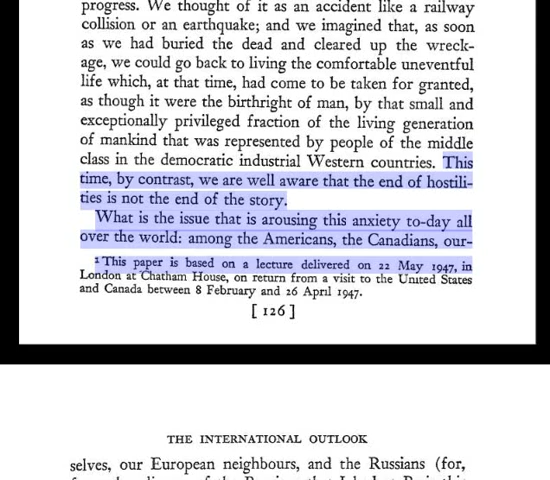 progress. We thought of it as an accident like a railway
collision or an earthquake; and we imagined that, as soon
as we had buried the dead and cleared up the wreck-
age, we could go back to living the comfortable uneventful
life which, at that time, had come to be taken for granted,
as though it were the birthright of man, by that small and
exceptionally privileged fraction of the living generation
of mankind that was represented by people of the middle
class in the democratic industrial Western countries. This
time, by contrast, we are well aware that the end of hostili-
ties is not the end of the story.
What is the issue that is arousing this anxiety to-day all
over the world: among the Americans, the Canadians, our-
¹ This paper is based on a lecture delivered on 22 May 1947, in
London at Chatham House, on return from a visit to the United States
and Canada between 8 February and 26 April 1947.
[ 126 ]
THE INTERNATIONAL OUTLOOK
selves, our European neighbours, and the Russians (for,